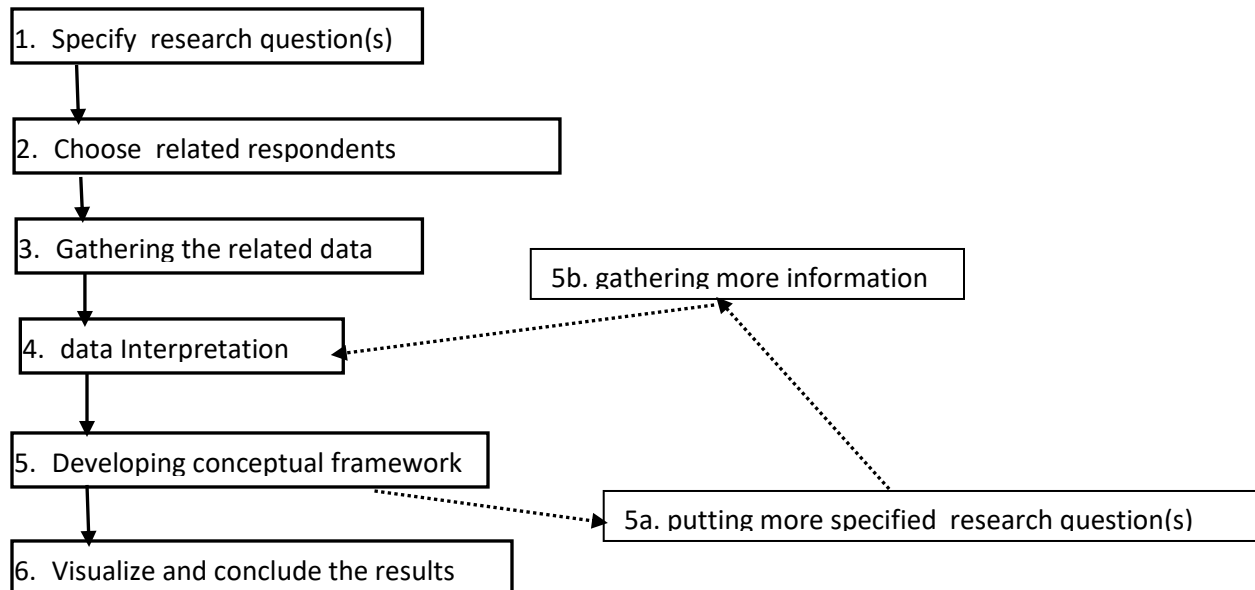 1. Specify research question(s)
2. Choose related respondents
3. Gathering the related data
5b. gathering more information
4. data Interpretation
5. Developing conceptual framework
5a. putting more specified research question(s)
6. Visualize and conclude the results